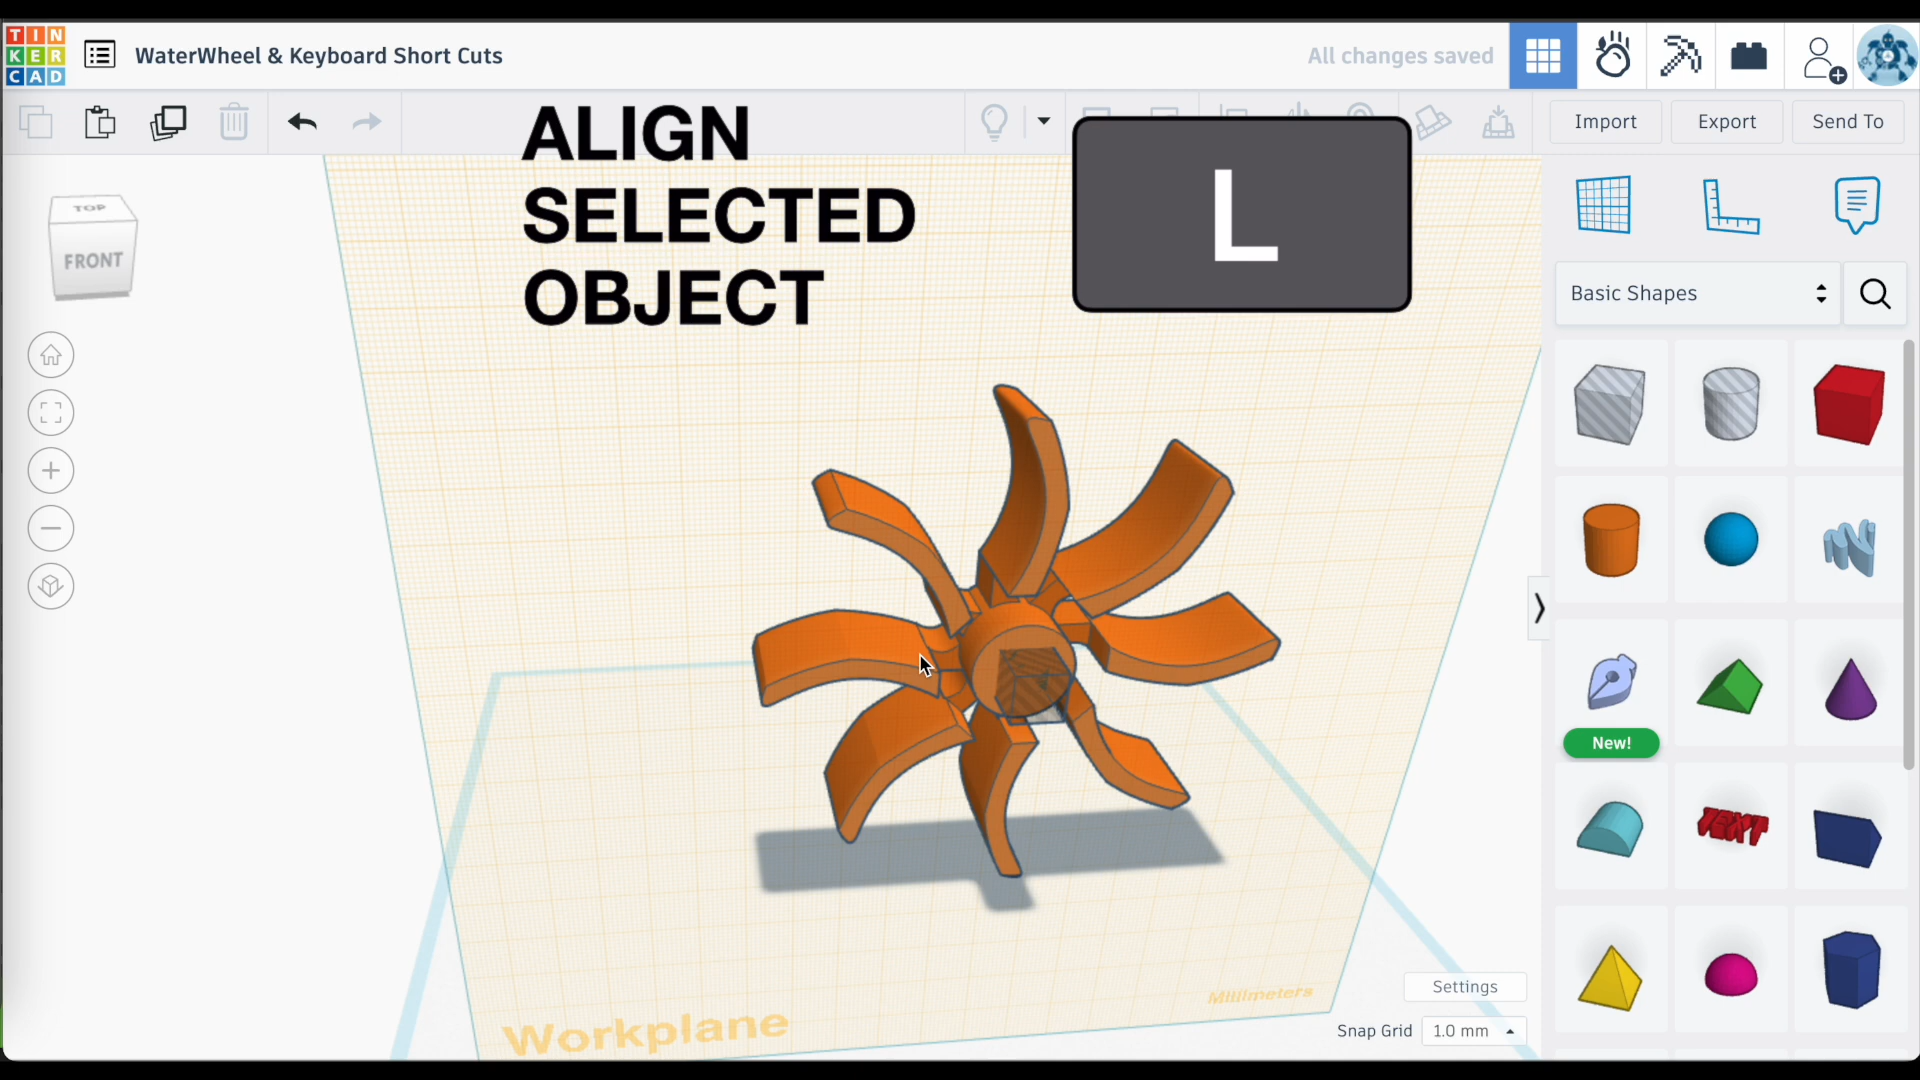 TIN
KER
CAD
WaterWheel & Keyboard Short Cuts
All changes saved
ALIGN
SELECTED
OBJECT
L
Import
Export
Send To
TOP
FRONT
Basic Shapes
New!
TEXT
Settings
Millimeters
Workplane
Snap Grid
1.0 mm